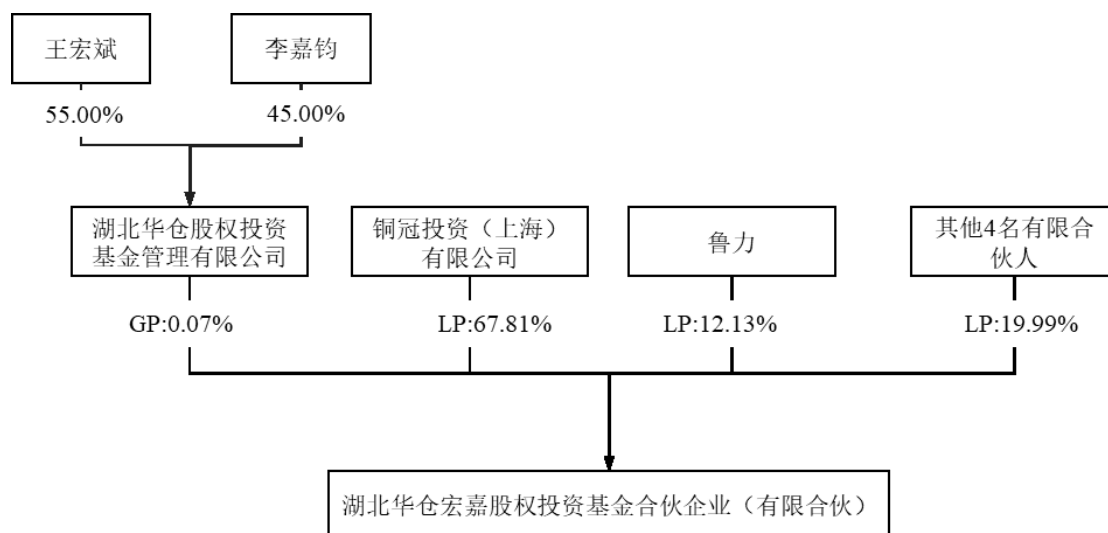 王宏斌
李嘉钧
55.00%
45.00%
湖北华仓股权投资
基金管理有限公司
铜冠投资（上海）
有限公司
鲁力
其他4名有限合
伙人
GP:0.07%
LP:67.81%
LP:12.13%
LP:19.99%
湖北华仓宏嘉股权投资基金合伙企业（有限合伙）